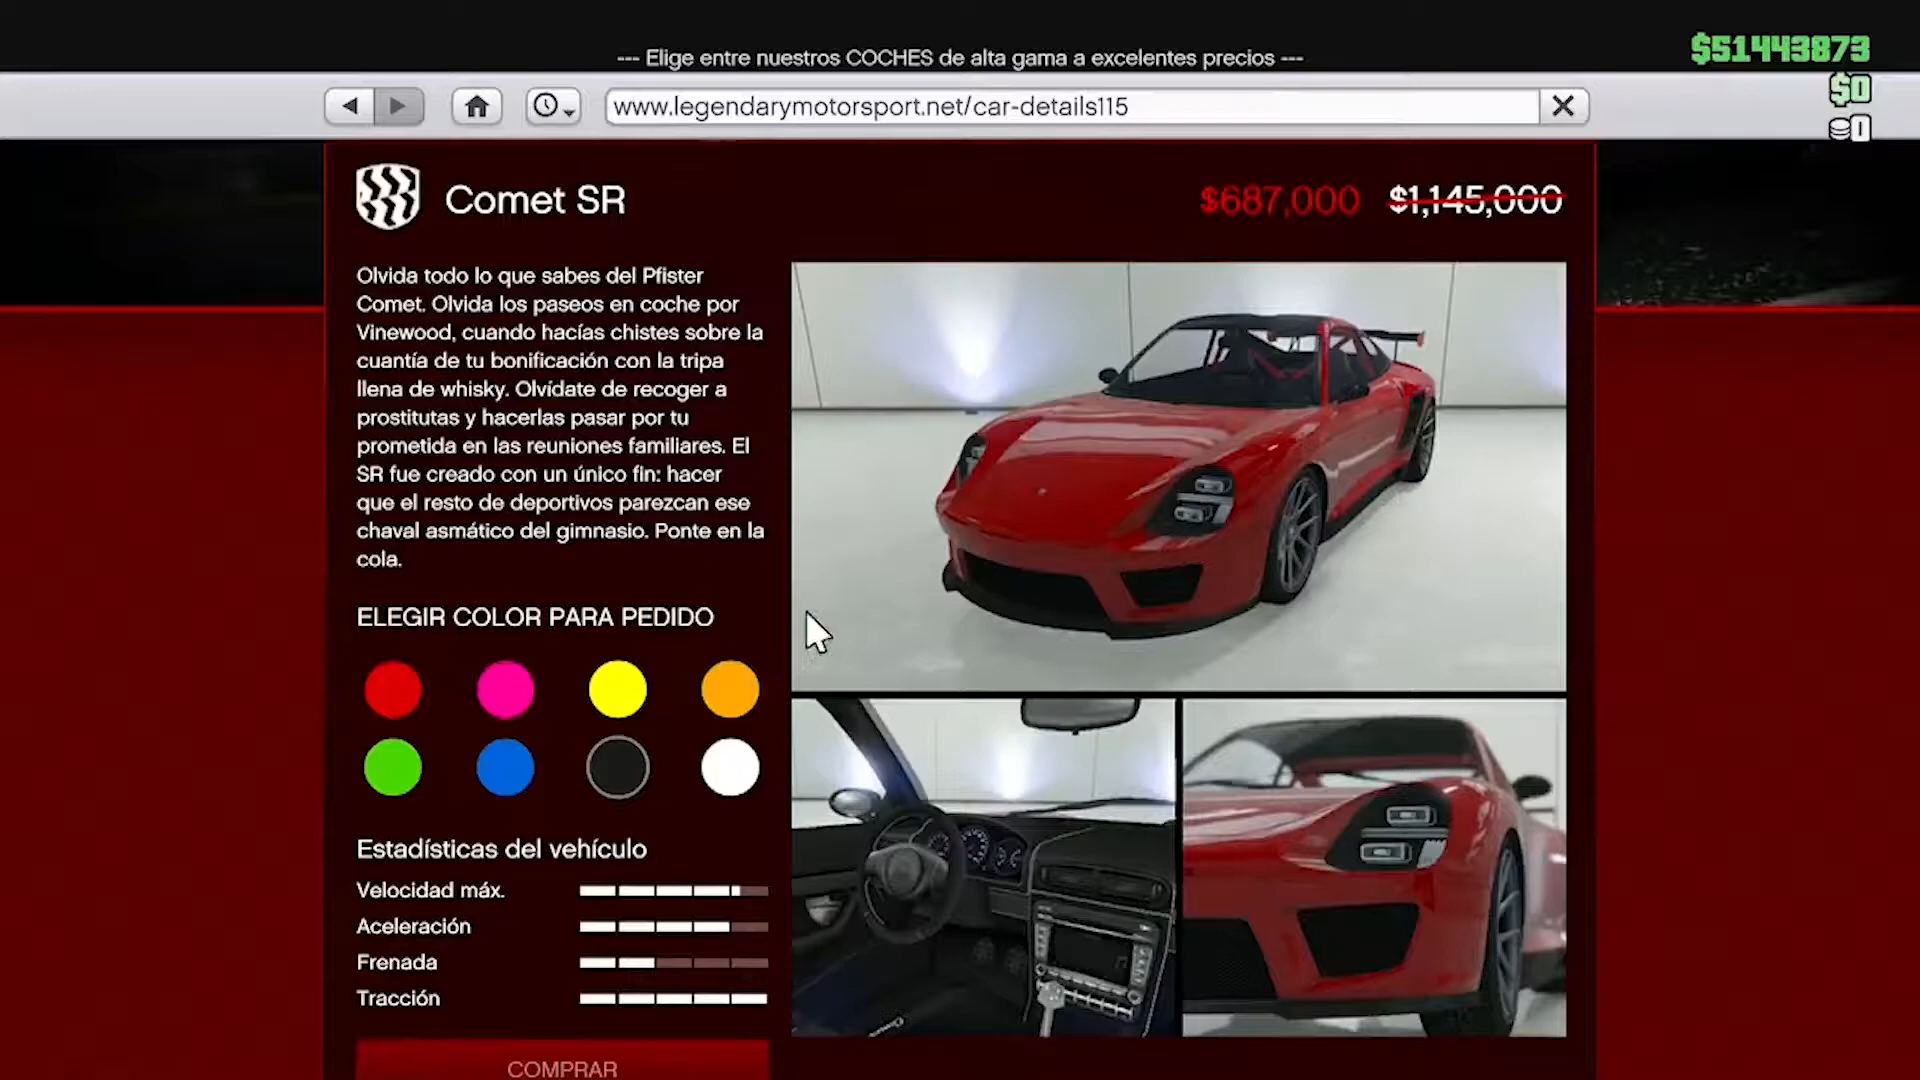 --- Elige entre nuestros COCHES de alta gama a excelentes precios ---
$51443873
$0
0
www.legendarymotorsport.net/car-details115
Comet SR
$687,000 $1,145,000
Olvida todo lo que sabes del Pfister
Comet. Olvida los paseos en coche por
Vinewood, cuando hacías chistes sobre la
cuantía de tu bonificación con la tripa
llena de whisky. Olvídate de recoger a
prostitutas y hacerlas pasar por tu
prometida en las reuniones familiares. El
SR fue creado con un único fin: hacer
que el resto de deportivos parezcan ese
chaval asmático del gimnasio. Ponte en la
cola.
ELEGIR COLOR PARA PEDIDO
Estadísticas del vehículo
Velocidad máx.
Aceleración
Frenada
Tracción
COMPRAR